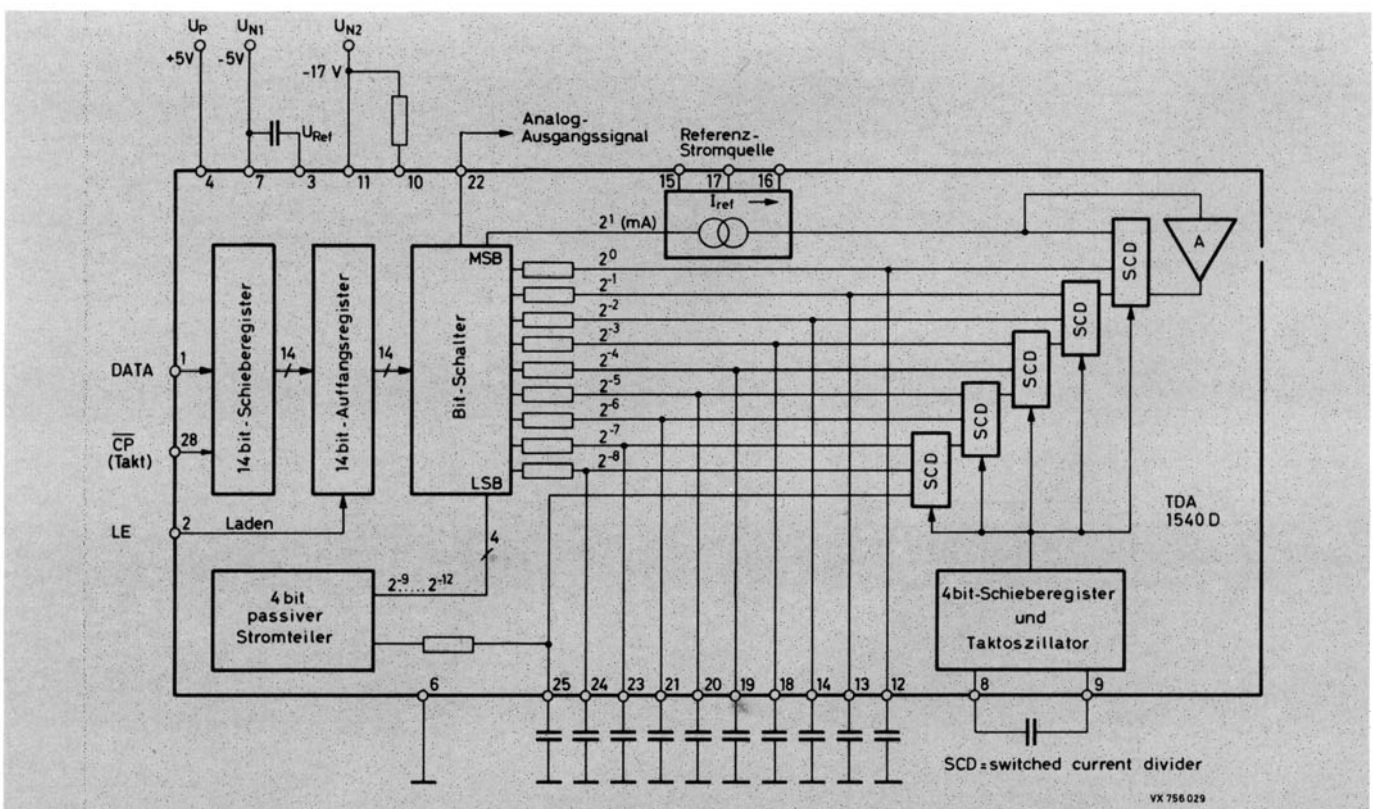 U_P
U_N1
U_N2
+5V
-5V
-17 V
U_Ref
Analog-
Ausgangssignal
Referenz-
Stromquelle
4
7
3
11
10
22
15
17
16
I_ref
2^1 (mA)
MSB
2^0
2^-1
2^-2
2^-3
2^-4
2^-5
2^-6
2^-7
2^-8
LSB
A
SCD
SCD
SCD
SCD
SCD
DATA
1
14bit-Schieberegister
14
14bit-Auffangsregister
14
Bit-Schalter
CP
(Takt)
28
LE
2
Laden
TDA
1540 D
4
2^-9.....2^-12
4 bit
passiver
Stromteiler
4bit-Schieberegister
und
Taktoszillator
6
25
24
23
21
20
19
18
14
13
12
8
9
SCD=switched current divider
VX 756 029